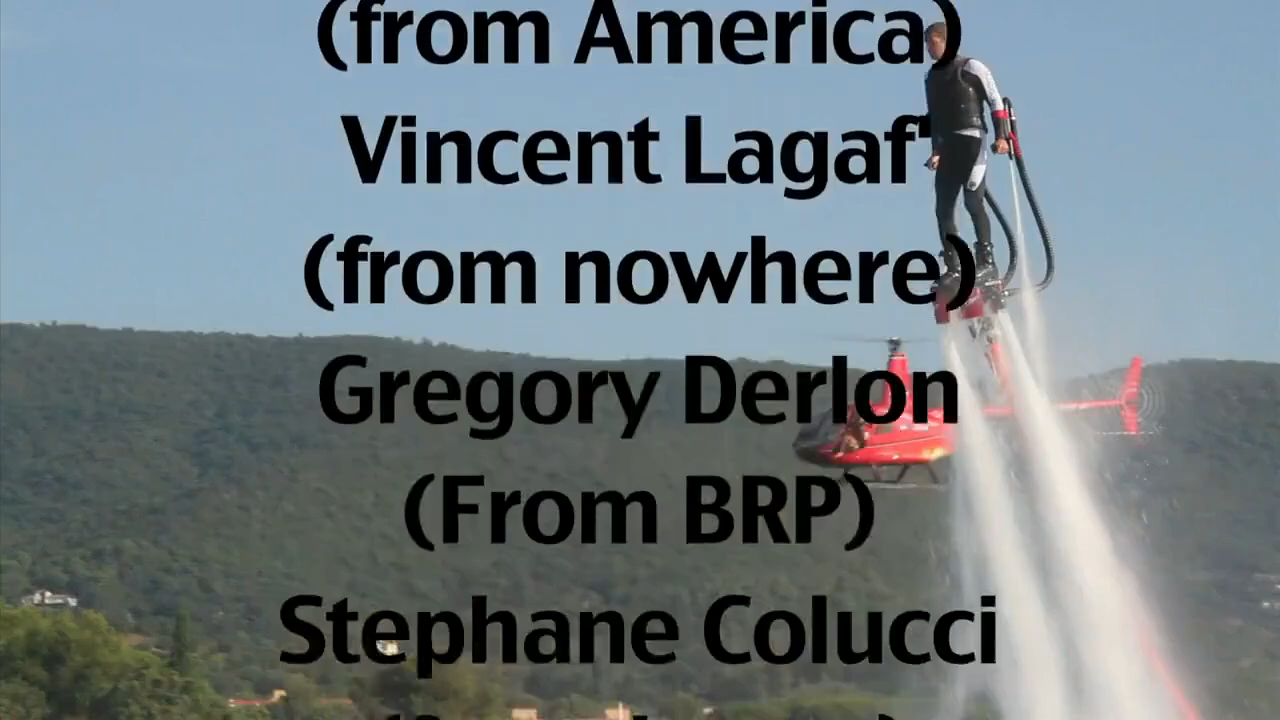 (from America)
Vincent Lagaf'
(from nowhere)
Gregory Derlon
(From BRP)
Stephane Colucci